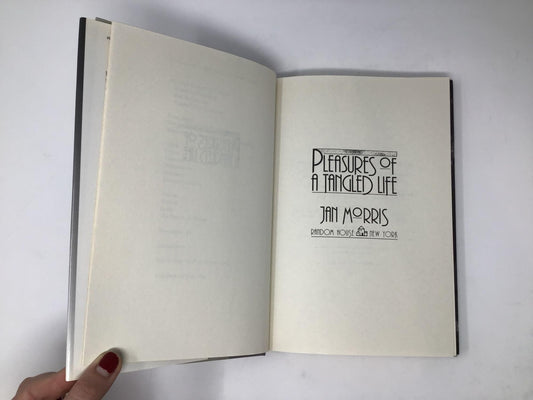 PLEASURES OF
A TANGLED LIFE
JAN MORRIS
RANDOM HOUSE NEW YORK